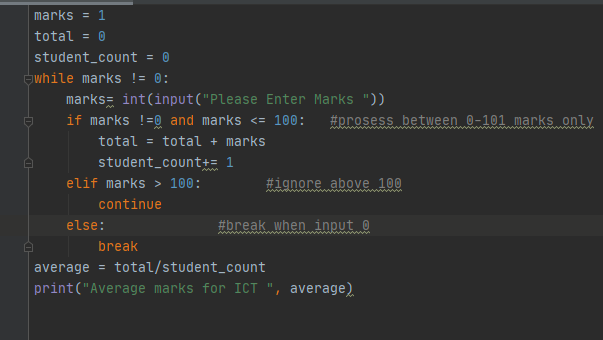 marks = 1
total = 0
student_count = 0
while marks != 0:
    marks= int(input("Please Enter Marks "))
    if marks !=0 and marks <= 100:   #prosess between 0-101 marks only
        total = total + marks
        student_count+= 1
    elif marks > 100:        #ignore above 100
        continue
    else:              #break when input 0
        break
average = total/student_count
print("Average marks for ICT ", average)